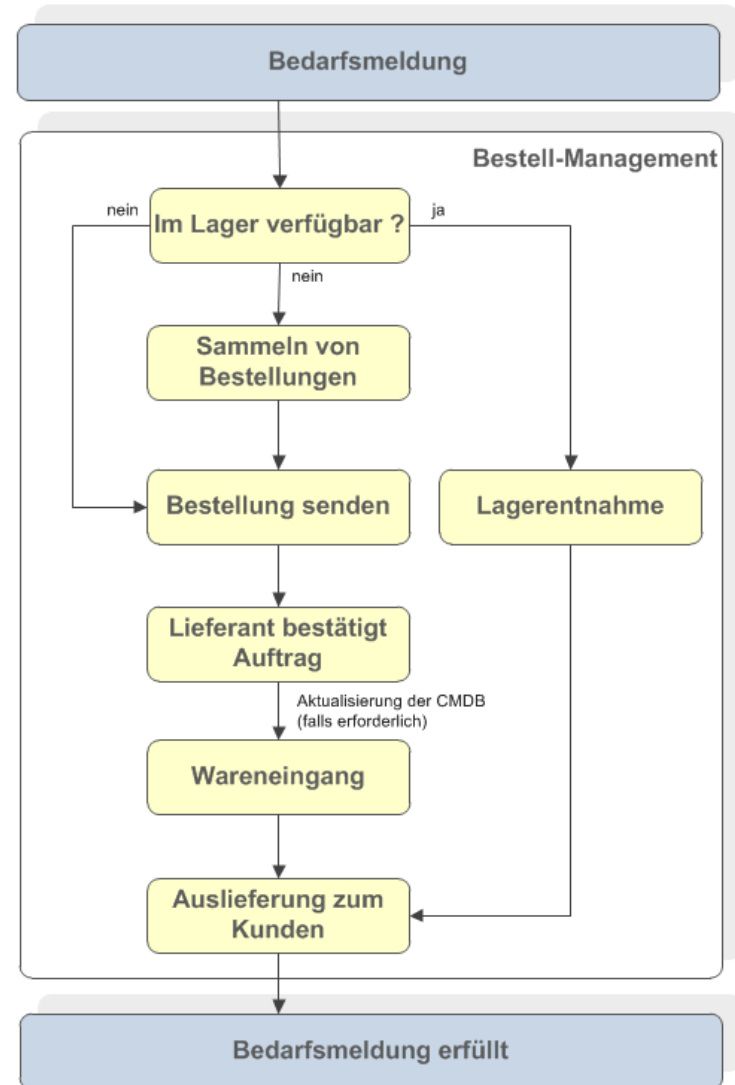 Bedarfsmeldung
Bestell-Management
nein
Im Lager verfügbar ?
ja
nein
Sammeln von
Bestellungen
Bestellung senden
Lagerentnahme
Lieferant bestätigt
Auftrag
Aktualisierung der CMDB
(falls erforderlich)
Wareneingang
Auslieferung zum
Kunden
Bedarfsmeldung erfüllt